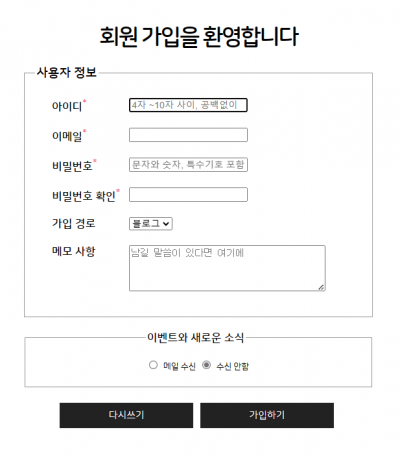 회원 가입을 환영합니다
사용자 정보
아이디* 4자 ~10자 사이, 공백없이
이메일*
비밀번호* 문자와 숫자, 특수기호 포함
비밀번호 확인*
가입 경로 블로그
메모 사항 남길 말씀이 있다면 여기에
이벤트와 새로운 소식
메일 수신 수신 안함
다시쓰기 가입하기